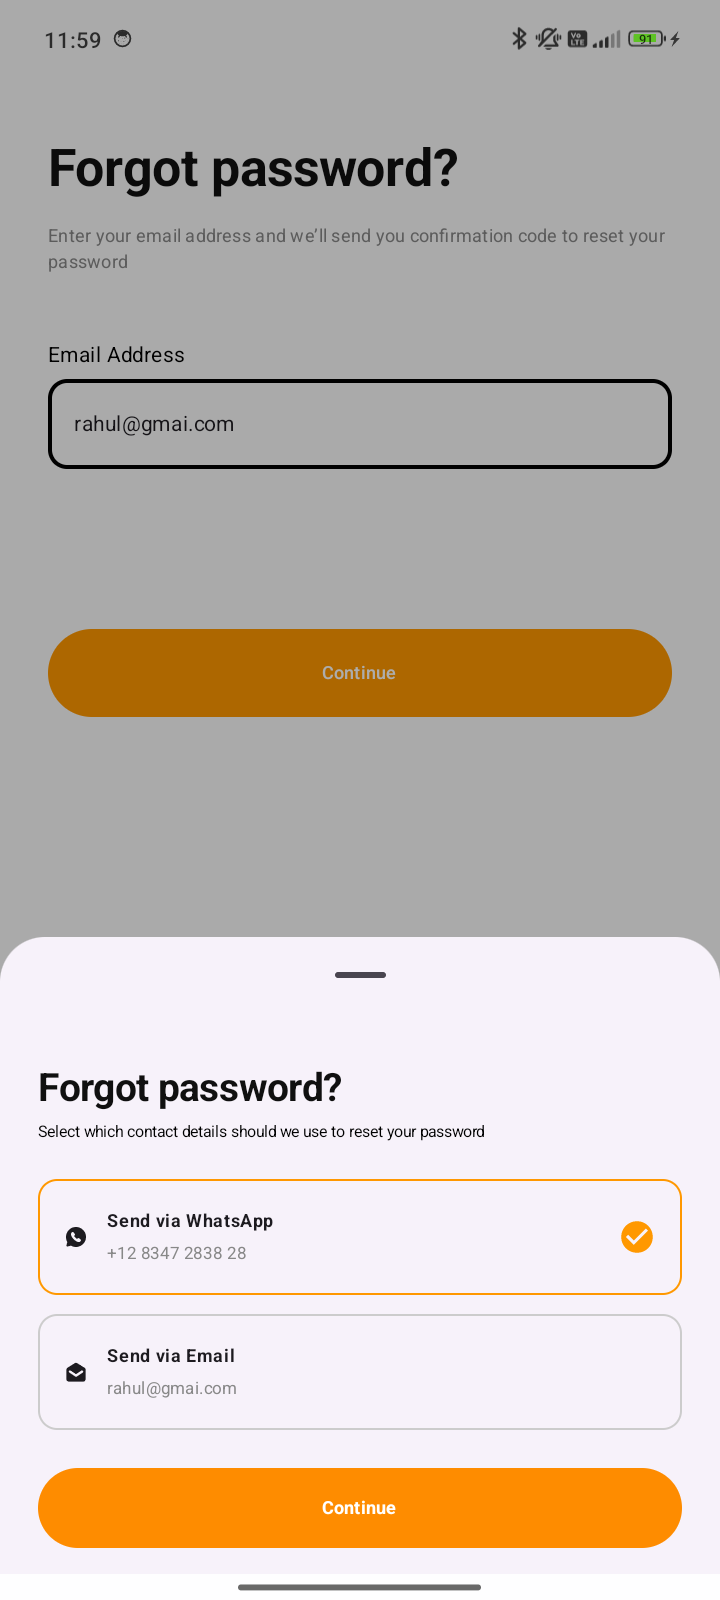 11:59
Vo
LTE
91
Forgot password?
Enter your email address and we’ll send you confirmation code to reset your
password
Email Address
rahul@gmai.com
Continue
Forgot password?
Select which contact details should we use to reset your password
Send via WhatsApp
+12 8347 2838 28
Send via Email
rahul@gmai.com
Continue